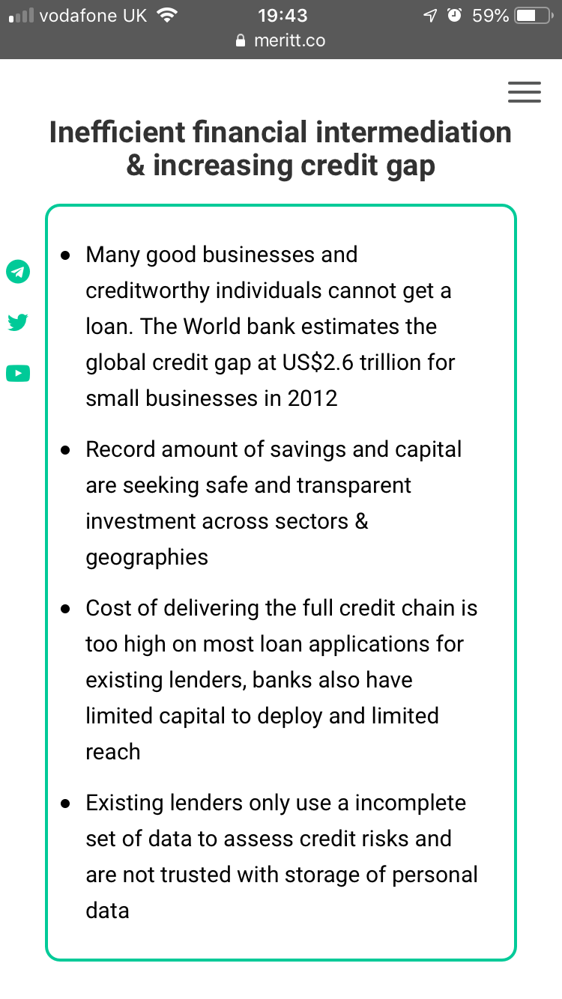 vodafone UK 19:43 59%
meritt.co
Inefficient financial intermediation
& increasing credit gap
• Many good businesses and
creditworthy individuals cannot get a
loan. The World bank estimates the
global credit gap at US$2.6 trillion for
small businesses in 2012
• Record amount of savings and capital
are seeking safe and transparent
investment across sectors &
geographies
• Cost of delivering the full credit chain is
too high on most loan applications for
existing lenders, banks also have
limited capital to deploy and limited
reach
• Existing lenders only use a incomplete
set of data to assess credit risks and
are not trusted with storage of personal
data